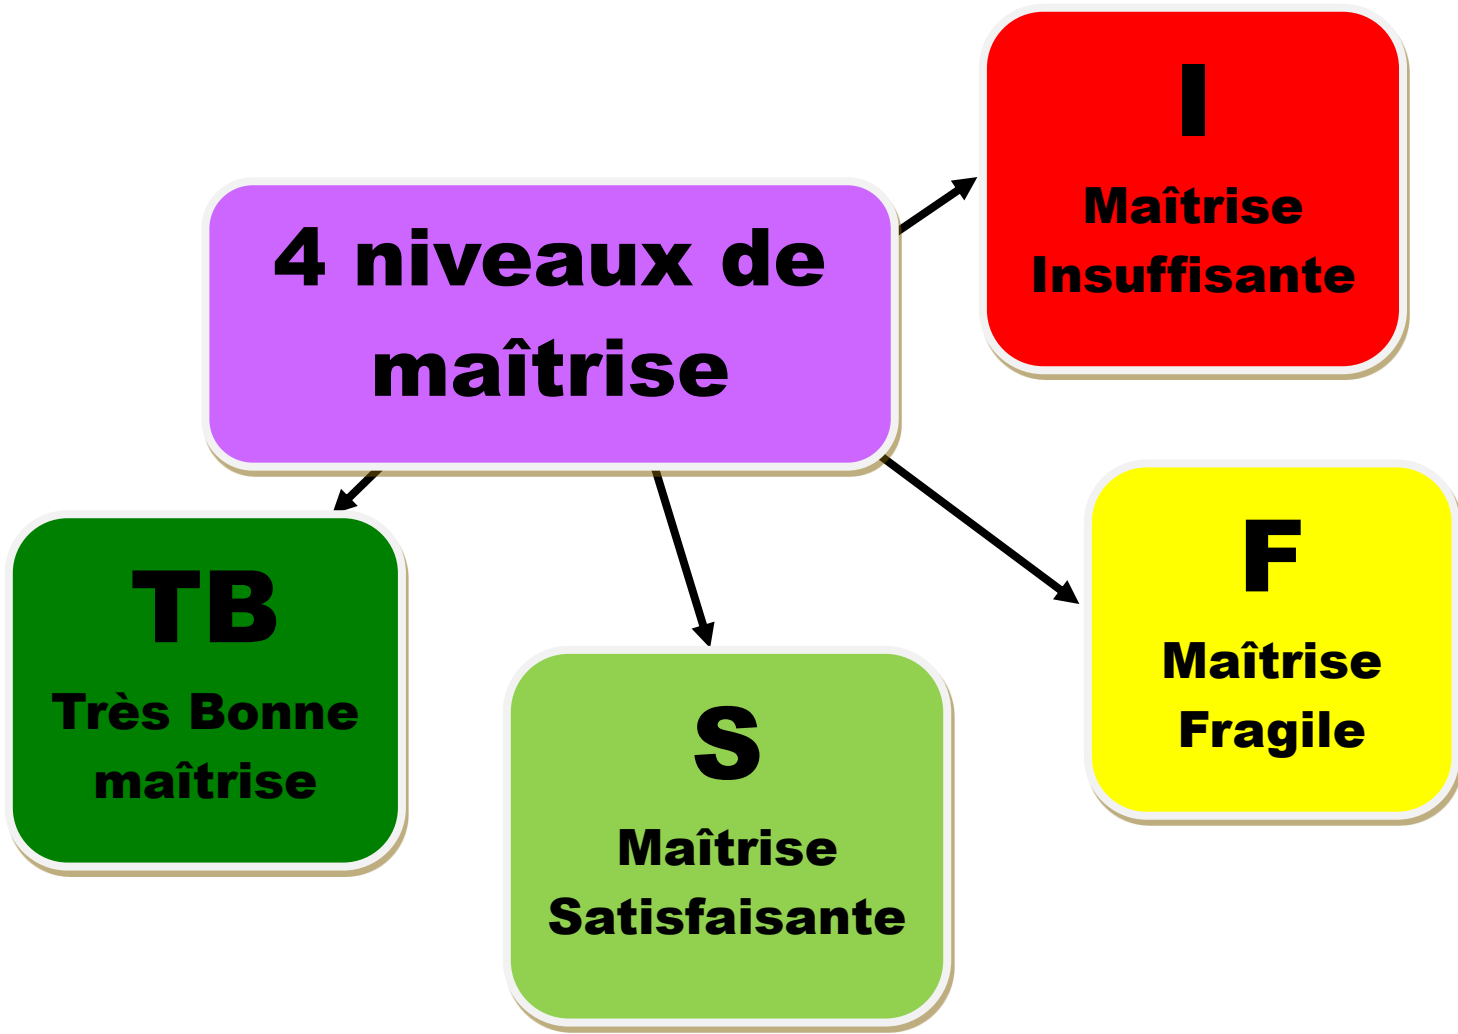 4 niveaux de
maîtrise
I
Maîtrise
Insuffisante
F
Maîtrise
Fragile
S
Maîtrise
Satisfaisante
TB
Très Bonne
maîtrise